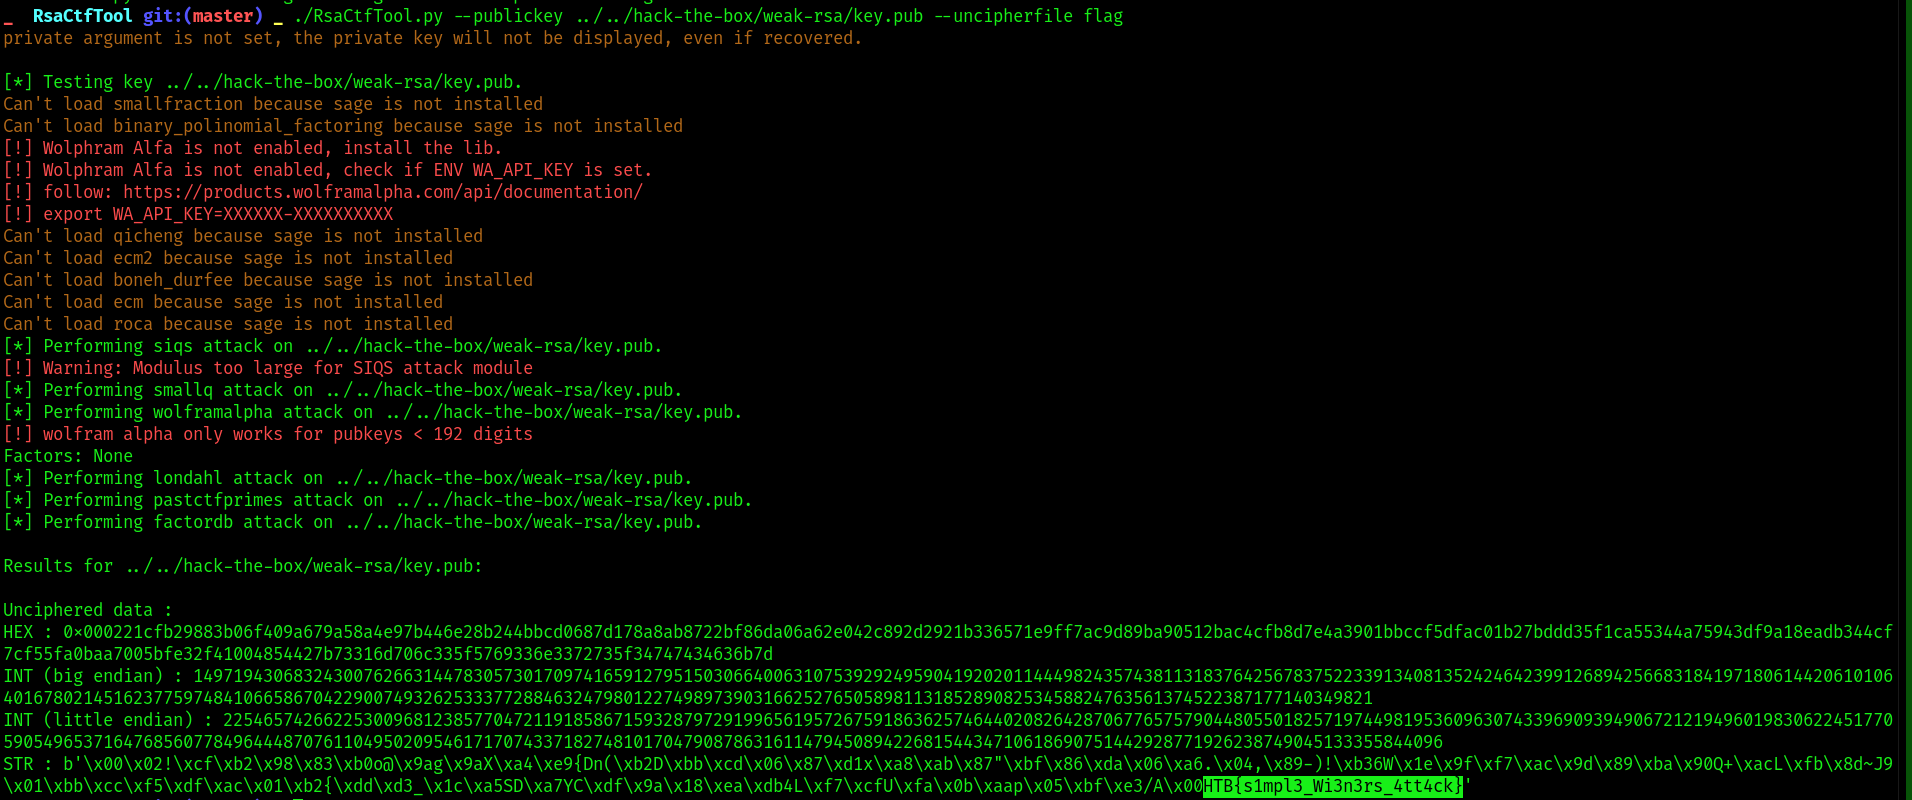 _ RsaCtfTool git:(master) _ ./RsaCtfTool.py --publickey ../../hack-the-box/weak-rsa/key.pub --uncipherfile flag
private argument is not set, the private key will not be displayed, even if recovered.
[*] Testing key ../../hack-the-box/weak-rsa/key.pub.
Can't load smallfraction because sage is not installed
Can't load binary_polinomial_factoring because sage is not installed
[!] Wolphram Alfa is not enabled, install the lib.
[!] Wolphram Alfa is not enabled, check if ENV WA_API_KEY is set.
[!] follow: https://products.wolframalpha.com/api/documentation/
[!] export WA_API_KEY=XXXXXX-XXXXXXXXXX
Can't load qicheng because sage is not installed
Can't load ecm2 because sage is not installed
Can't load boneh_durfee because sage is not installed
Can't load ecm because sage is not installed
Can't load roca because sage is not installed
[*] Performing siqs attack on ../../hack-the-box/weak-rsa/key.pub.
[!] Warning: Modulus too large for SIQS attack module
[*] Performing smallq attack on ../../hack-the-box/weak-rsa/key.pub.
[*] Performing wolframalpha attack on ../../hack-the-box/weak-rsa/key.pub.
[!] wolfram alpha only works for pubkeys < 192 digits
Factors: None
[*] Performing londahl attack on ../../hack-the-box/weak-rsa/key.pub.
[*] Performing pastctfprimes attack on ../../hack-the-box/weak-rsa/key.pub.
[*] Performing factordb attack on ../../hack-the-box/weak-rsa/key.pub.
Results for ../../hack-the-box/weak-rsa/key.pub:
Unciphered data :
HEX : 0x000221cfb29883b06f409a679a58a4e97b446e28b244bbcd0687d178a8ab8722bf86da06a62e042c892d2921b336571e9ff7ac9d89ba90512bac4cfb8d7e4a3901bbccf5dfac01b27bddd35f1ca55344a75943df9a18eadb344cf
7cf55fa0baa7005bfe32f41004854427b73316d706c335f5769336e3372735f34747434636b7d
INT (big endian) : 1497194306832430076266314478305730170974165912795150306640063107539292495904192020114449824357438113183764256783752233913408135242464239912689425668318419718061442061​0106
4016780214516237759748410665867042290074932625333772884632479801227498973903166252765058981131852890825345882476356137452238717714034982​1
INT (little endian) : 2254657426622530096812385770472119185867159328797291996561957267591863625746440208264287067765757904480550182571974498195360963074339690939490672121949601983062245​1770
5905496537164768560778496444870761104950209546171707433718274810170479087863161147945089422681544347106186907514429287719262387490451333558​44096
STR : b'\x00\x02!\xcf\xb2\x98\x83\xb0o@\x9ag\x9aX\xa4\xe9{Dn(\xb2D\xbb\xcd\x06\x87\xd1x\xa8\xab\x87"\xbf\x86\xda\x06\xa6.\x04,\x89-)!\xb36W\x1e\x9f\xf7\xac\x9d\x89\xba\x90Q+\xacL\xfb\x8d~J9
\x01\xbb\xcc\xf5\xdf\xac\x01\xb2{\xdd\xd3_\x1c\xa5SD\xa7YC\xdf\x9a\x18\xea\xdb4L\xf7\xcfU\xfa\x0b\xaap\x05\xbf\xe3/A\x00HTB{s1mpl3_Wi3n3rs_4tt4ck}'